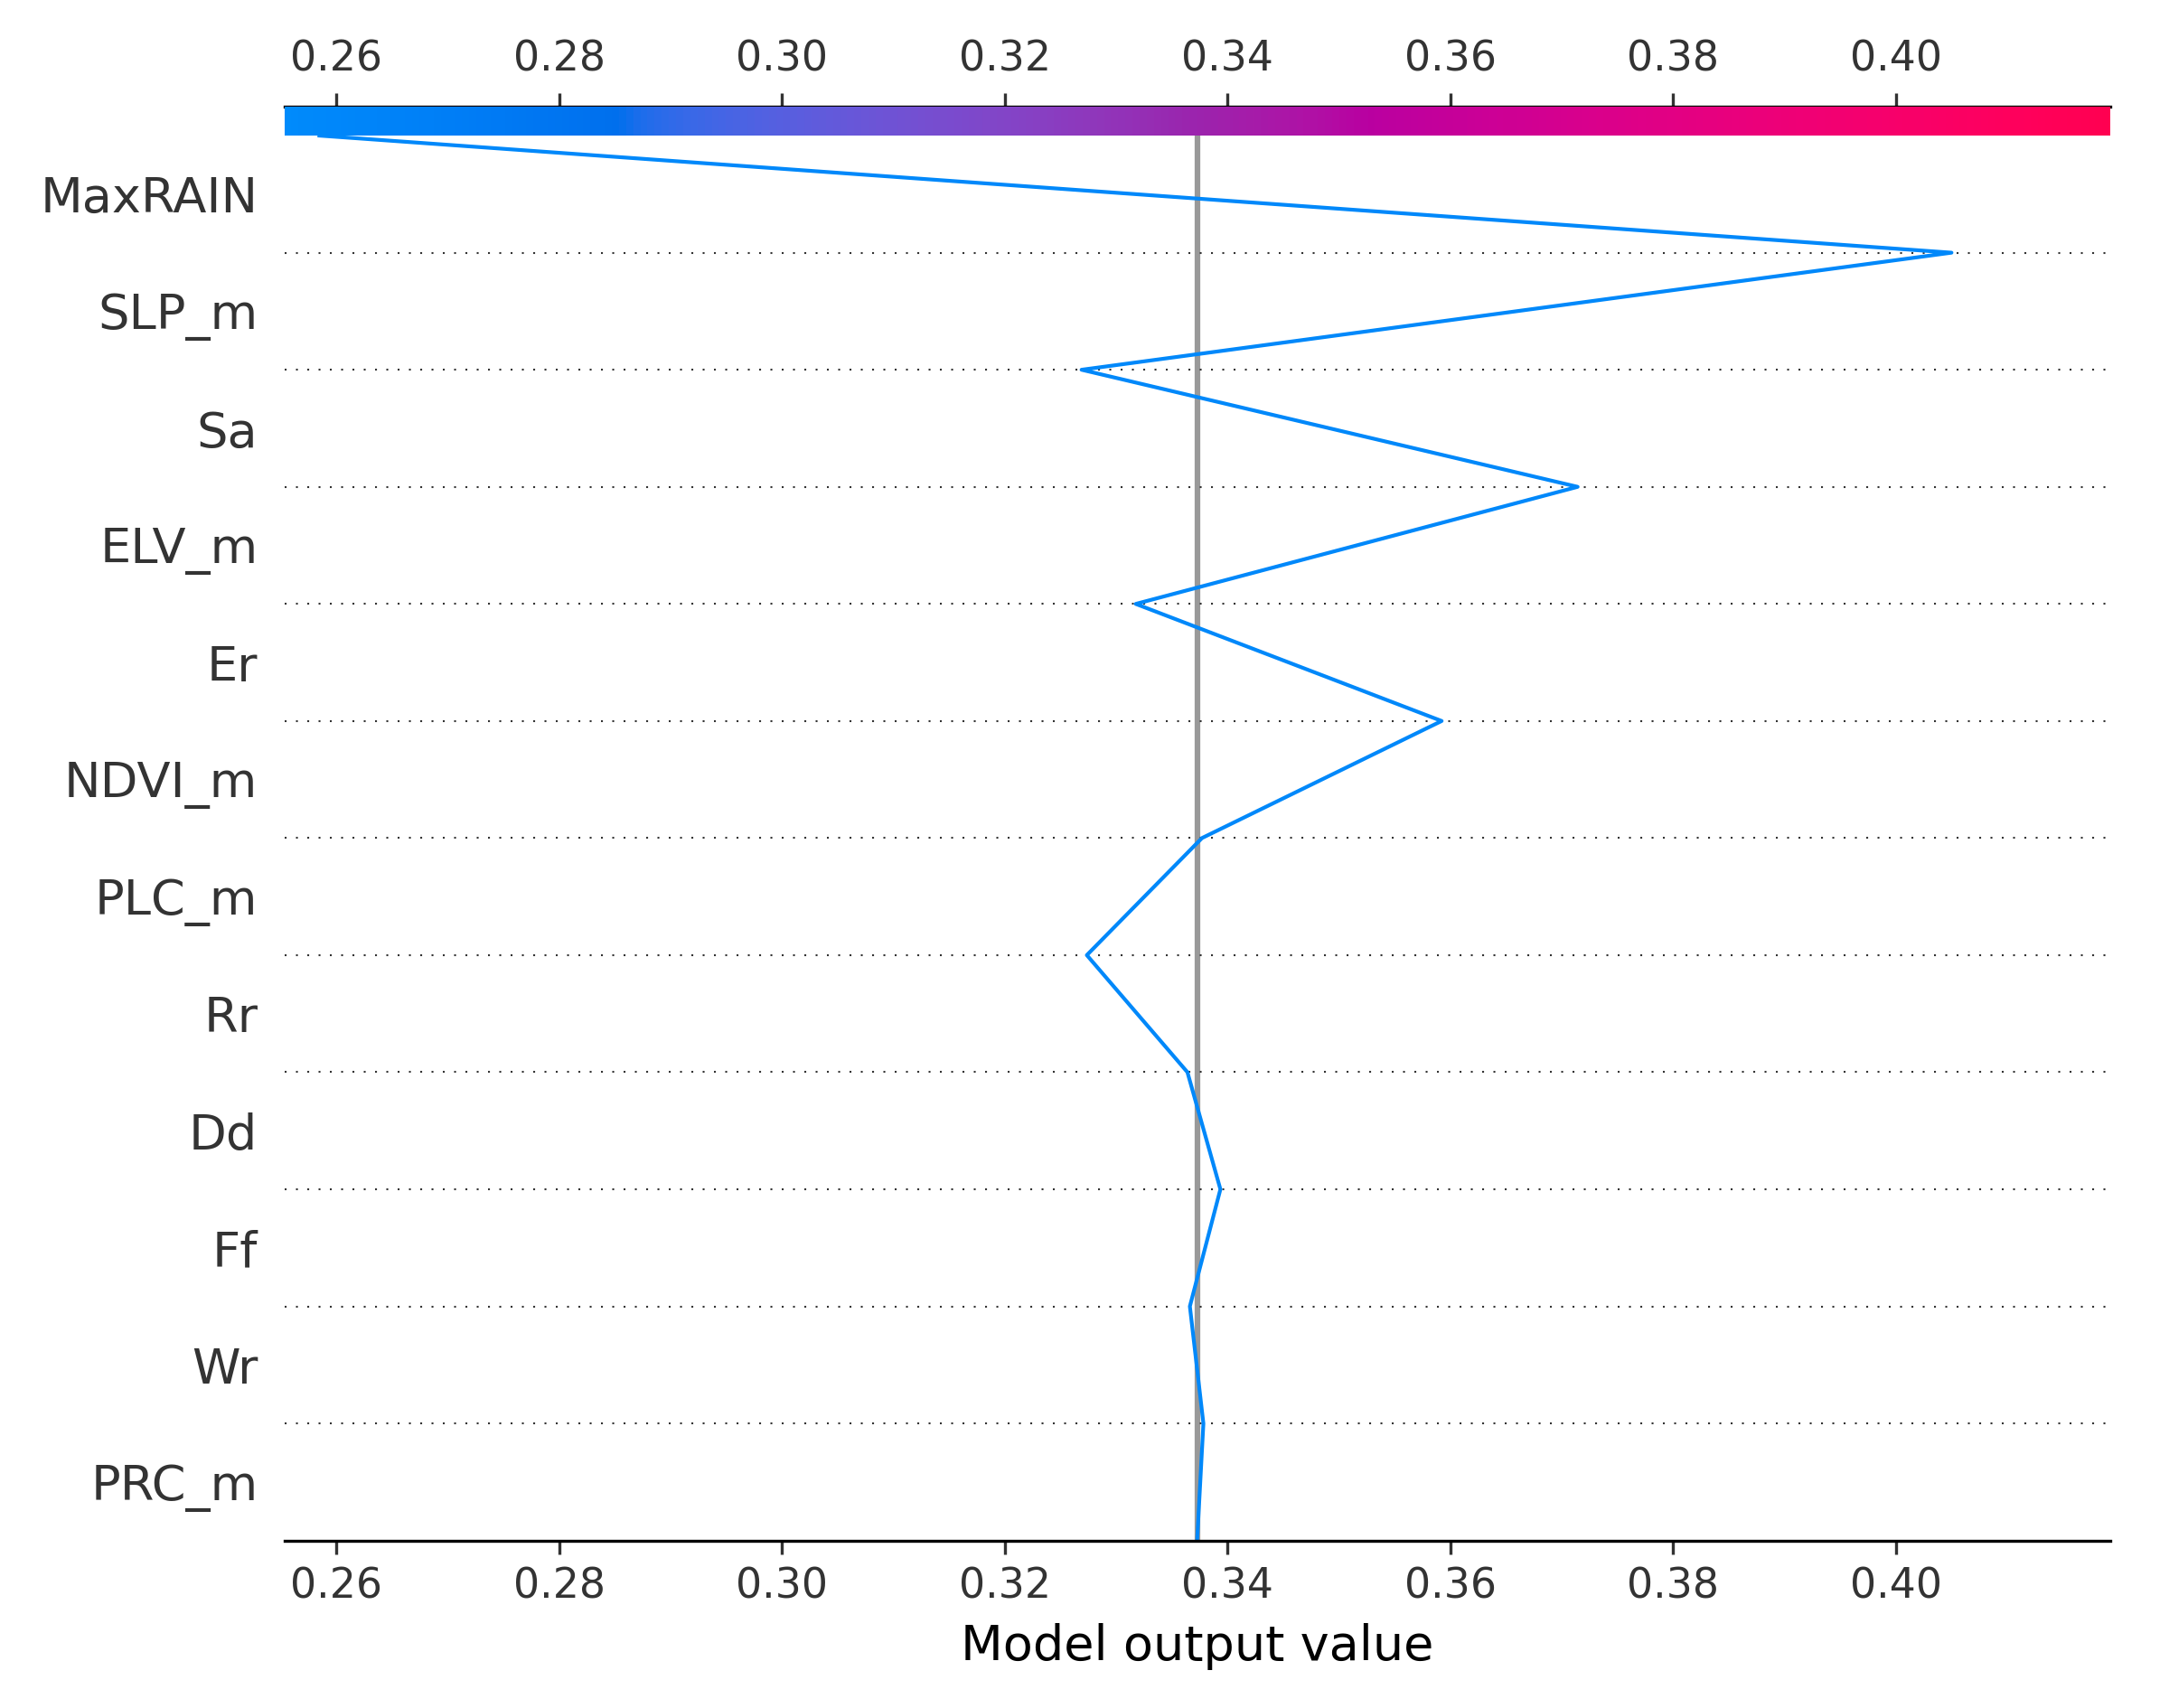 0.26 0.28 0.30 0.32 0.34 0.36 0.38 0.40
MaxRAIN
SLP_m
Sa
ELV_m
Er
NDVI_m
PLC_m
Rr
Dd
Ff
Wr
PRC_m
0.26 0.28 0.30 0.32 0.34 0.36 0.38 0.40
Model output value